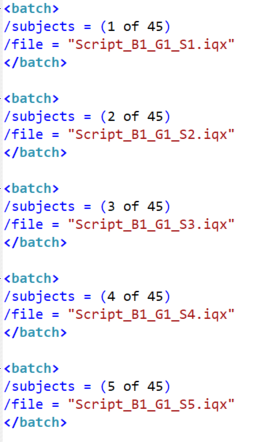 <batch>
/subjects = (1 of 45)
/file = "Script_B1_G1_S1.iqx"
</batch>
<batch>
/subjects = (2 of 45)
/file = "Script_B1_G1_S2.iqx"
</batch>
<batch>
/subjects = (3 of 45)
/file = "Script_B1_G1_S3.iqx"
</batch>
<batch>
/subjects = (4 of 45)
/file = "Script_B1_G1_S4.iqx"
</batch>
<batch>
/subjects = (5 of 45)
/file = "Script_B1_G1_S5.iqx"
</batch>